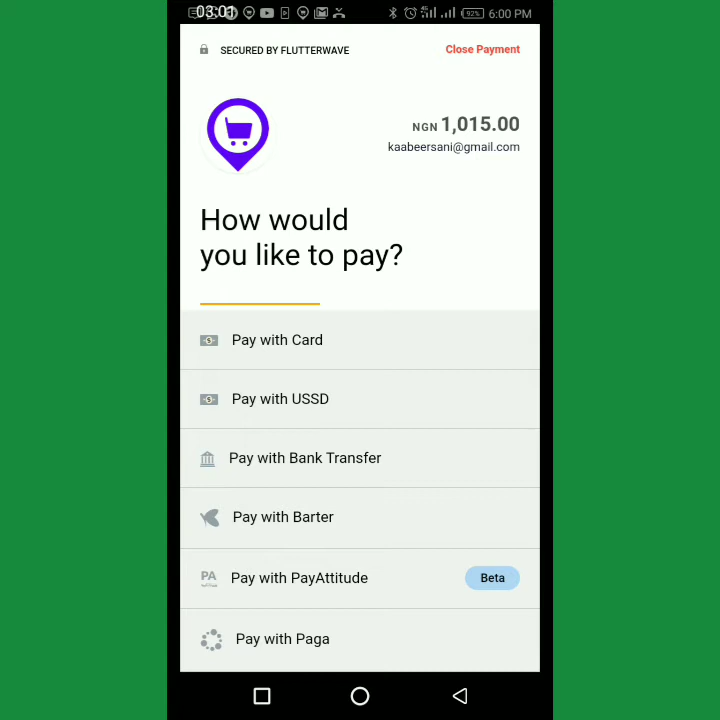 03:01
4G
92% 6:00 PM
SECURED BY FLUTTERWAVE
Close Payment
NGN 1,015.00
kaabeersani@gmail.com
How would
you like to pay?
Pay with Card
Pay with USSD
Pay with Bank Transfer
Pay with Barter
PA
Pay with PayAttitude
Beta
Pay with Paga